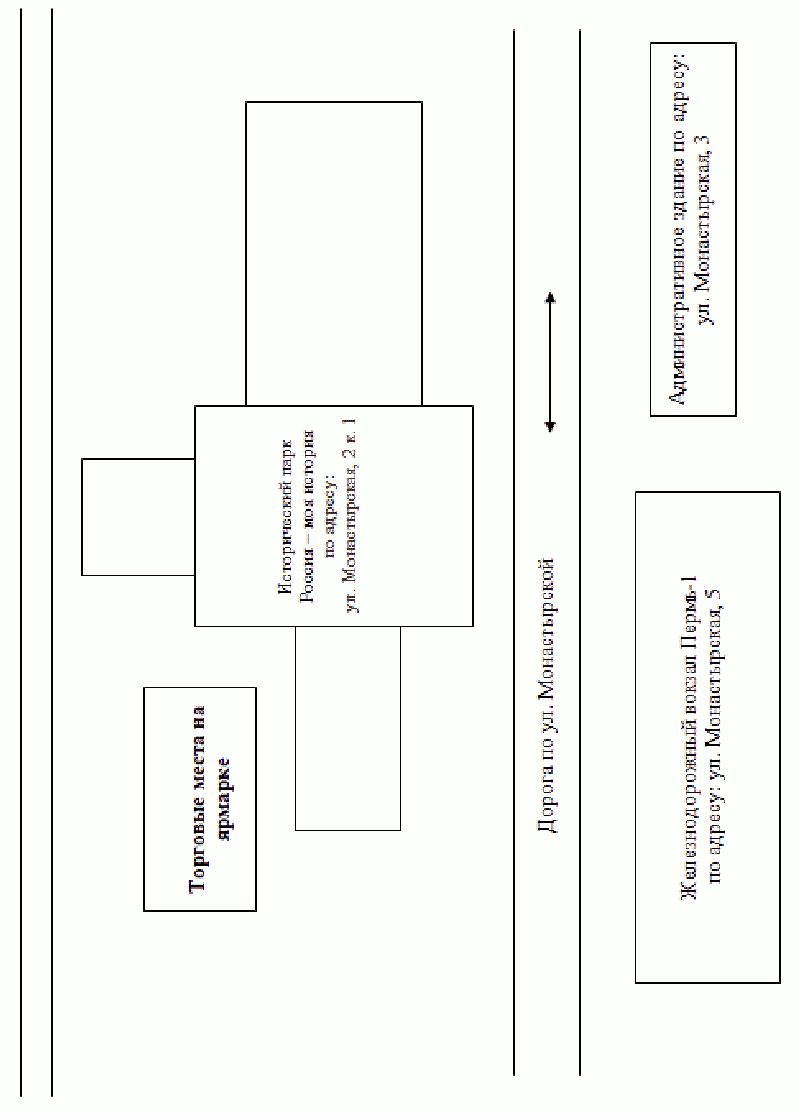 Торговые места на
ярмарке
Исторический парк
Россия – моя история
по адресу:
ул. Монастырская, 2 к. 1
Дорога по ул. Монастырской
Железнодорожный вокзал Пермь-1
по адресу: ул. Монастырская, 5
Административное здание по адресу:
ул. Монастырская, 3